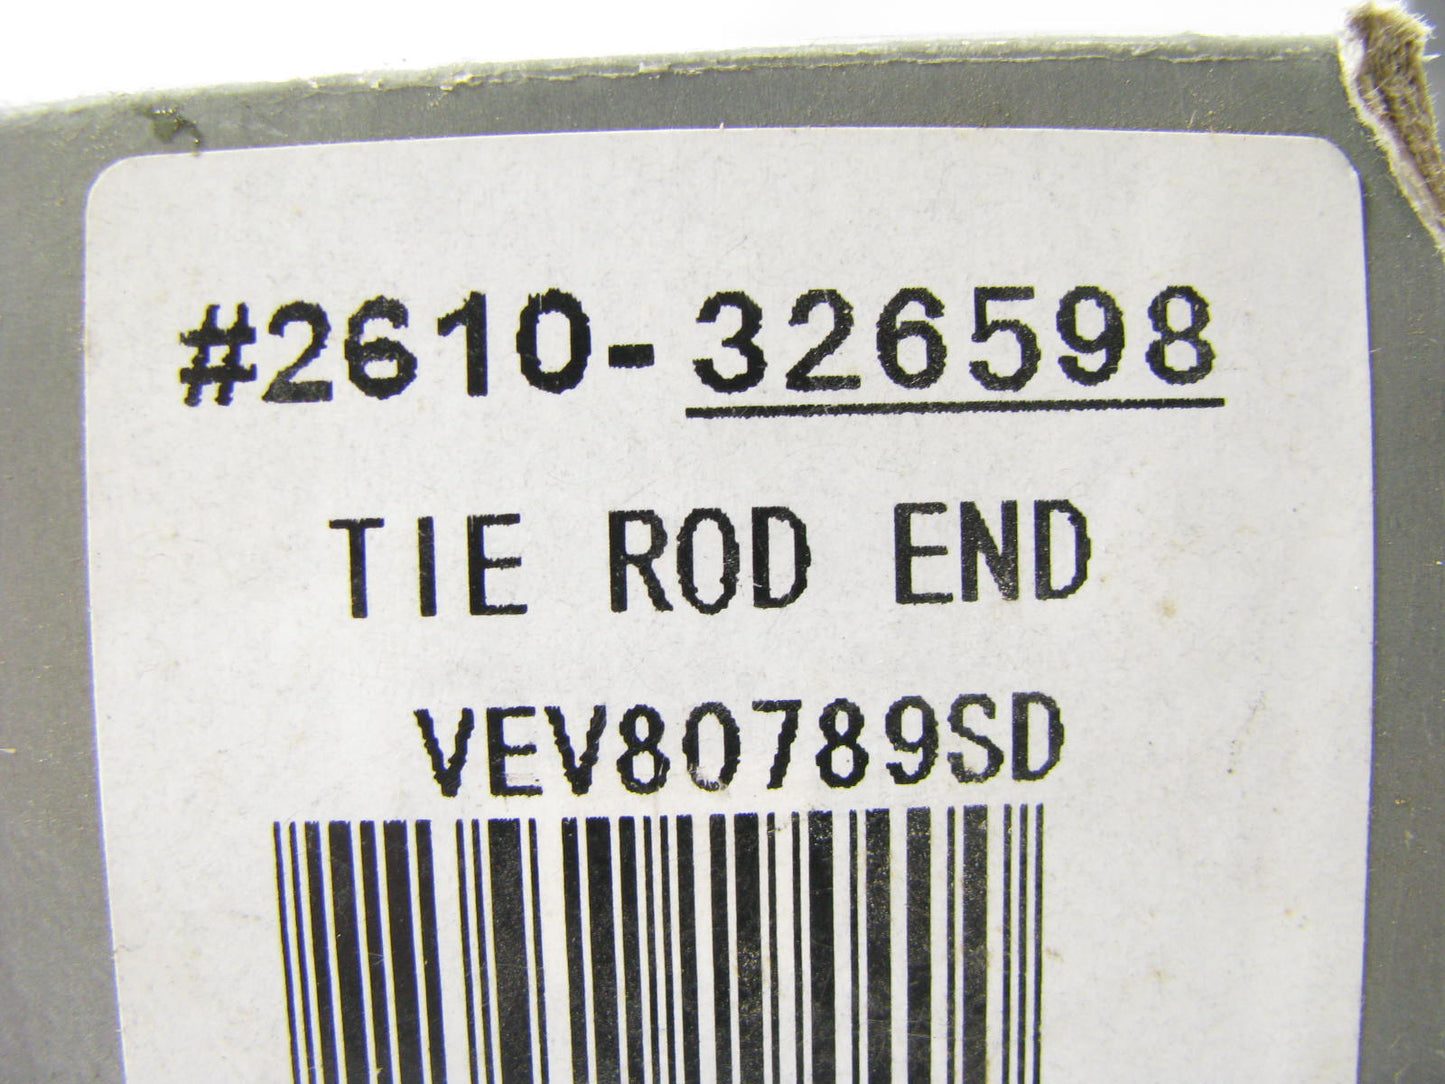 #2610-326598
TIE ROD END
VEV80789SD